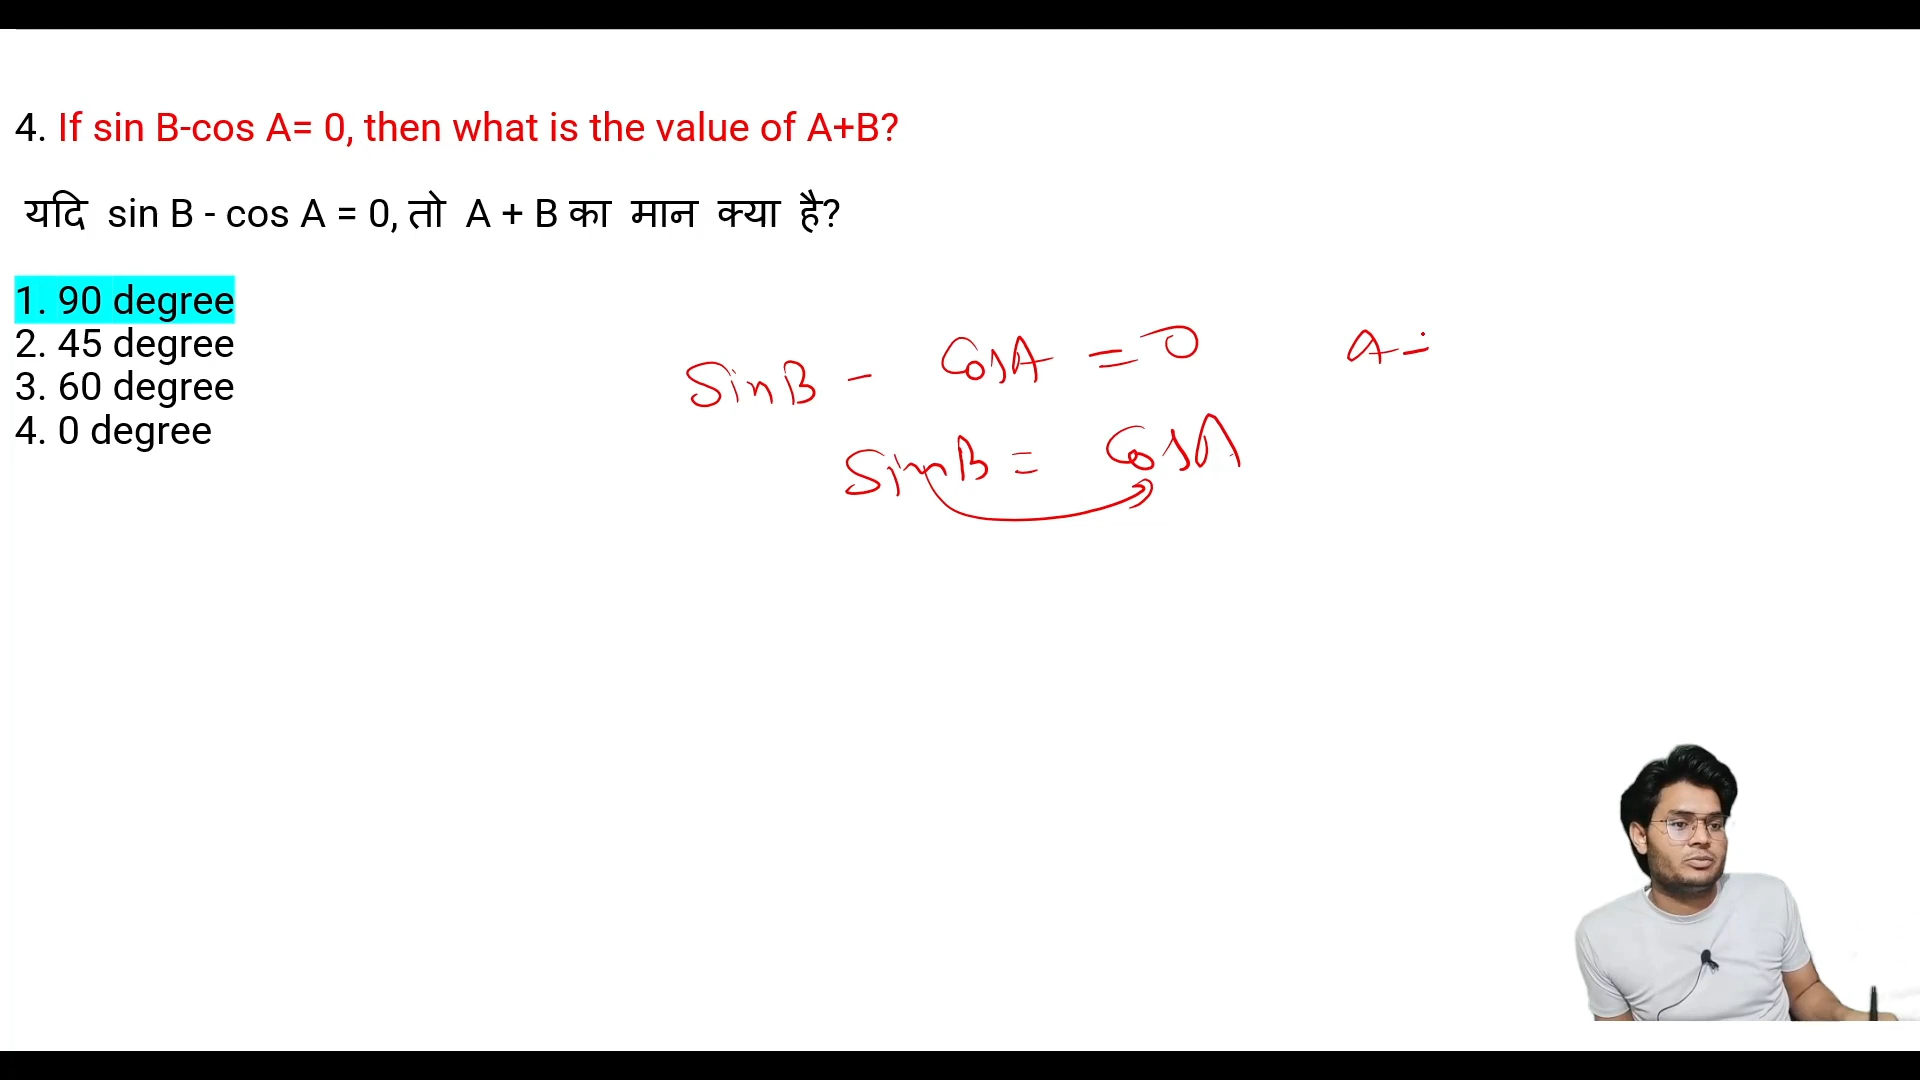 4. If sin B-cos A= 0, then what is the value of A+B?
यदि sin B - cos A = 0, तो A + B का मान क्या है?
1. 90 degree
2. 45 degree
3. 60 degree
4. 0 degree
SinB - CosA = 0
A =
SinB = CosA